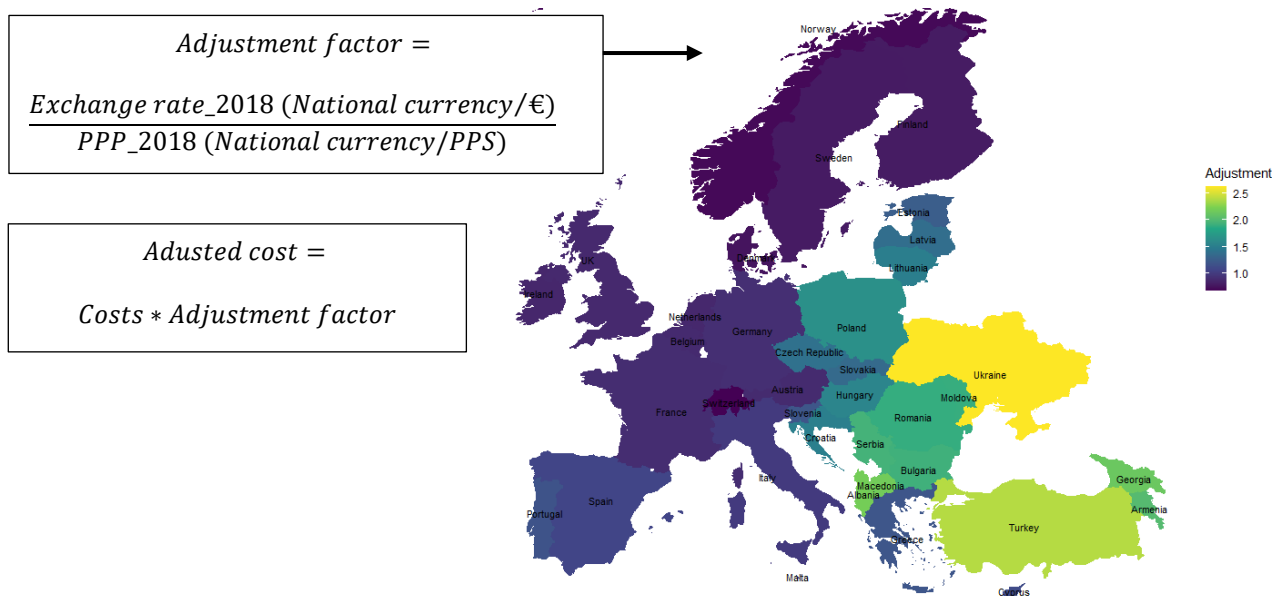 Adjustment factor =
Exchange rate_2018 (National currency/€)
PPP_2018 (National currency/PPS)
Adusted cost =
Costs * Adjustment factor
Norway
Finland
Sweden
Estonia
Latvia
Lithuania
Denmark
UK
Ireland
Netherlands
Belgium
Germany
Poland
Czech Republic
Slovakia
Ukraine
Austria
Hungary
Moldova
Switzerland
France
Slovenia
Romania
Croatia
Serbia
Bulgaria
Italy
Macedonia
Albania
Georgia
Armenia
Spain
Portugal
Turkey
Greece
Malta
Cyprus
Adjustment
2.5
2.0
1.5
1.0